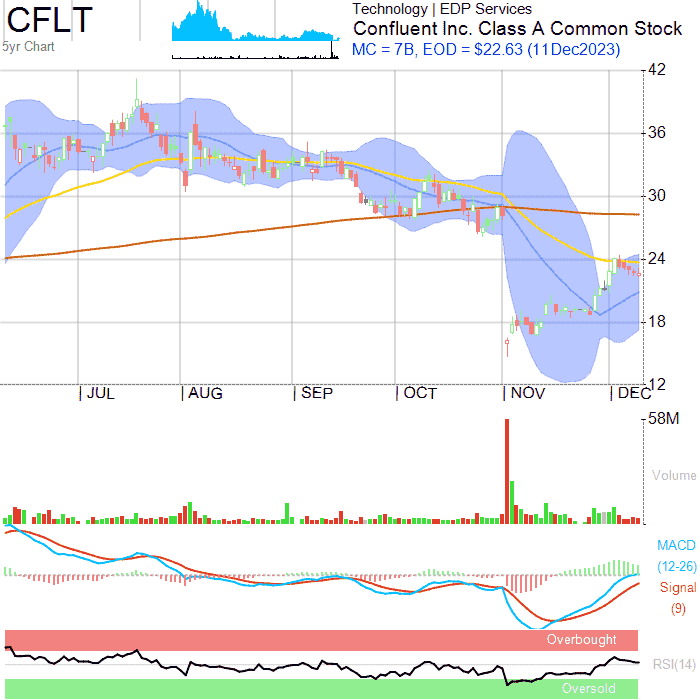 CFLT
5yr Chart
Technology | EDP Services
Confluent Inc. Class A Common Stock
MC = 7B, EOD = $22.63 (11Dec2023)
42
36
30
24
18
12
JUL AUG SEP OCT NOV DEC
58M
Volume
MACD
(12-26)
Signal
(9)
Overbought
RSI(14)
Oversold